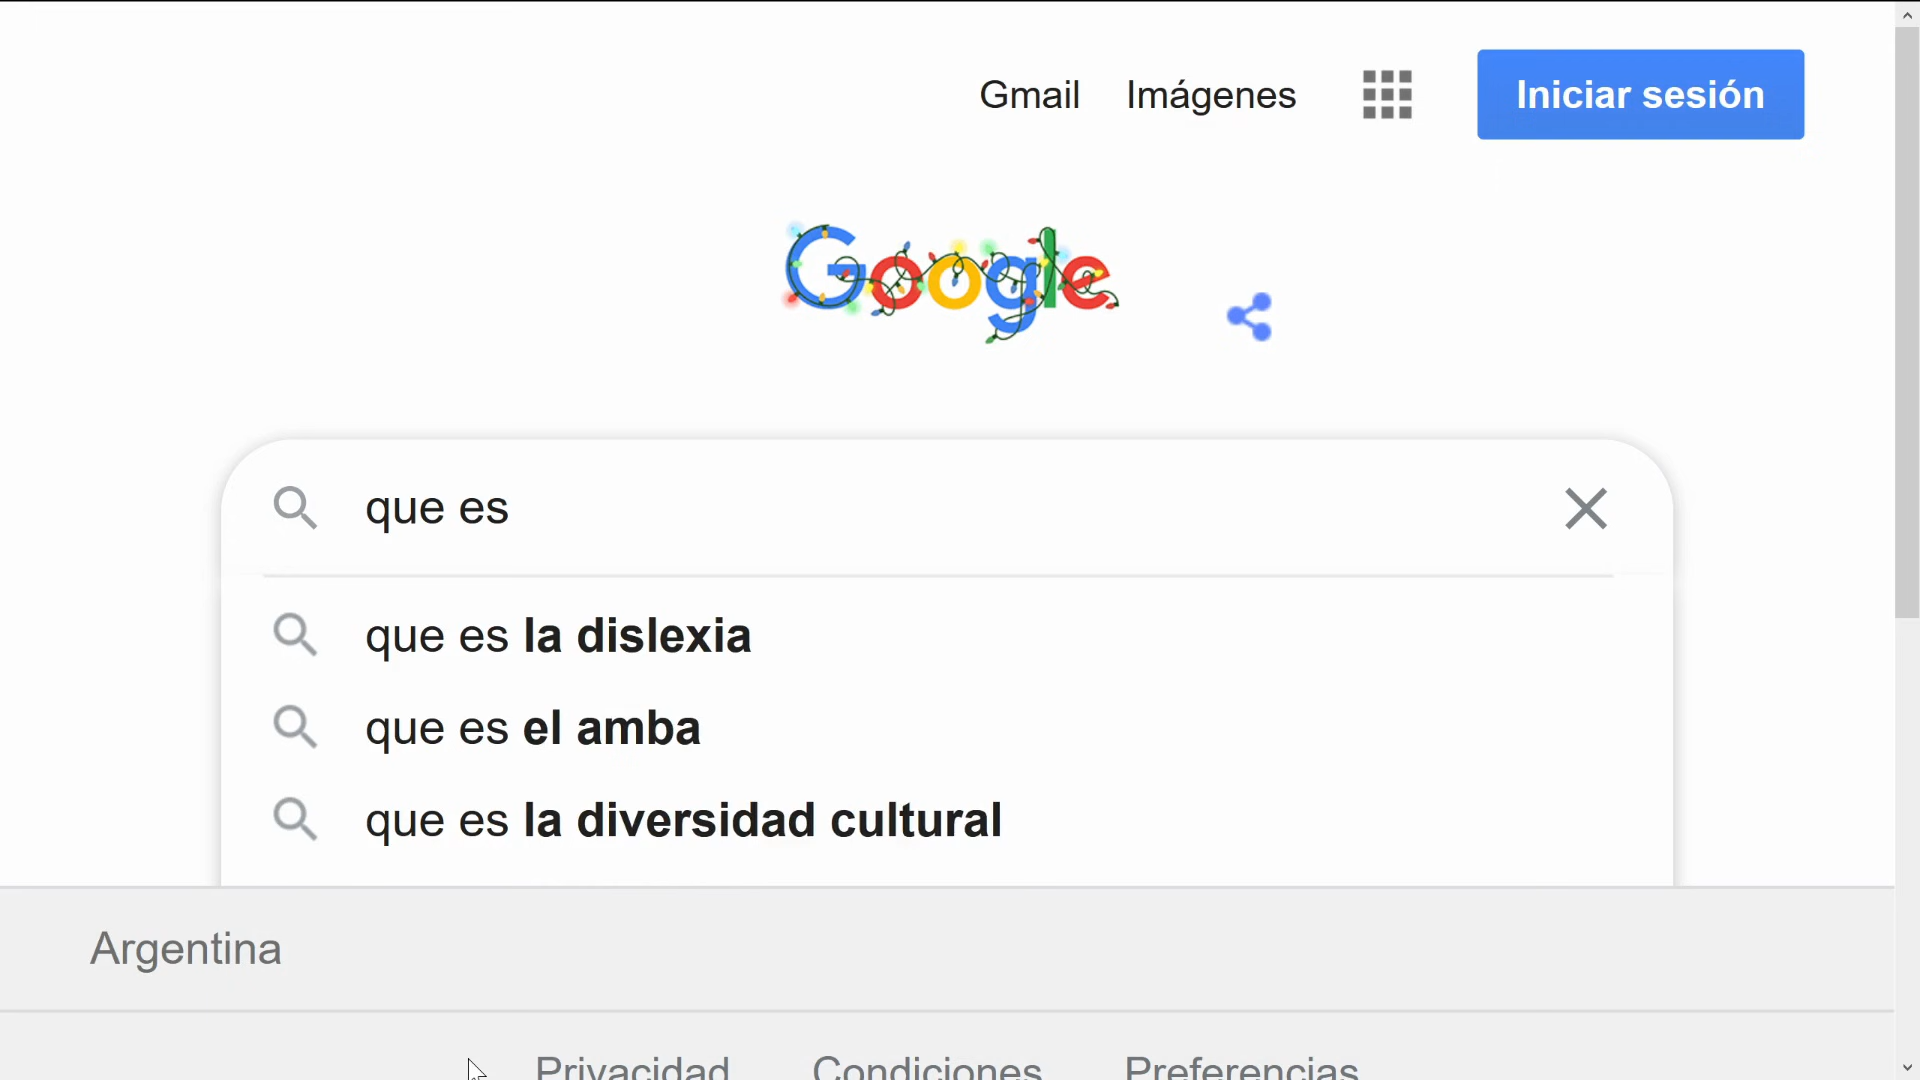 Gmail Imágenes Iniciar sesión
Google
que es
que es la dislexia
que es el amba
que es la diversidad cultural
Argentina
Privacidad Condiciones Preferencias